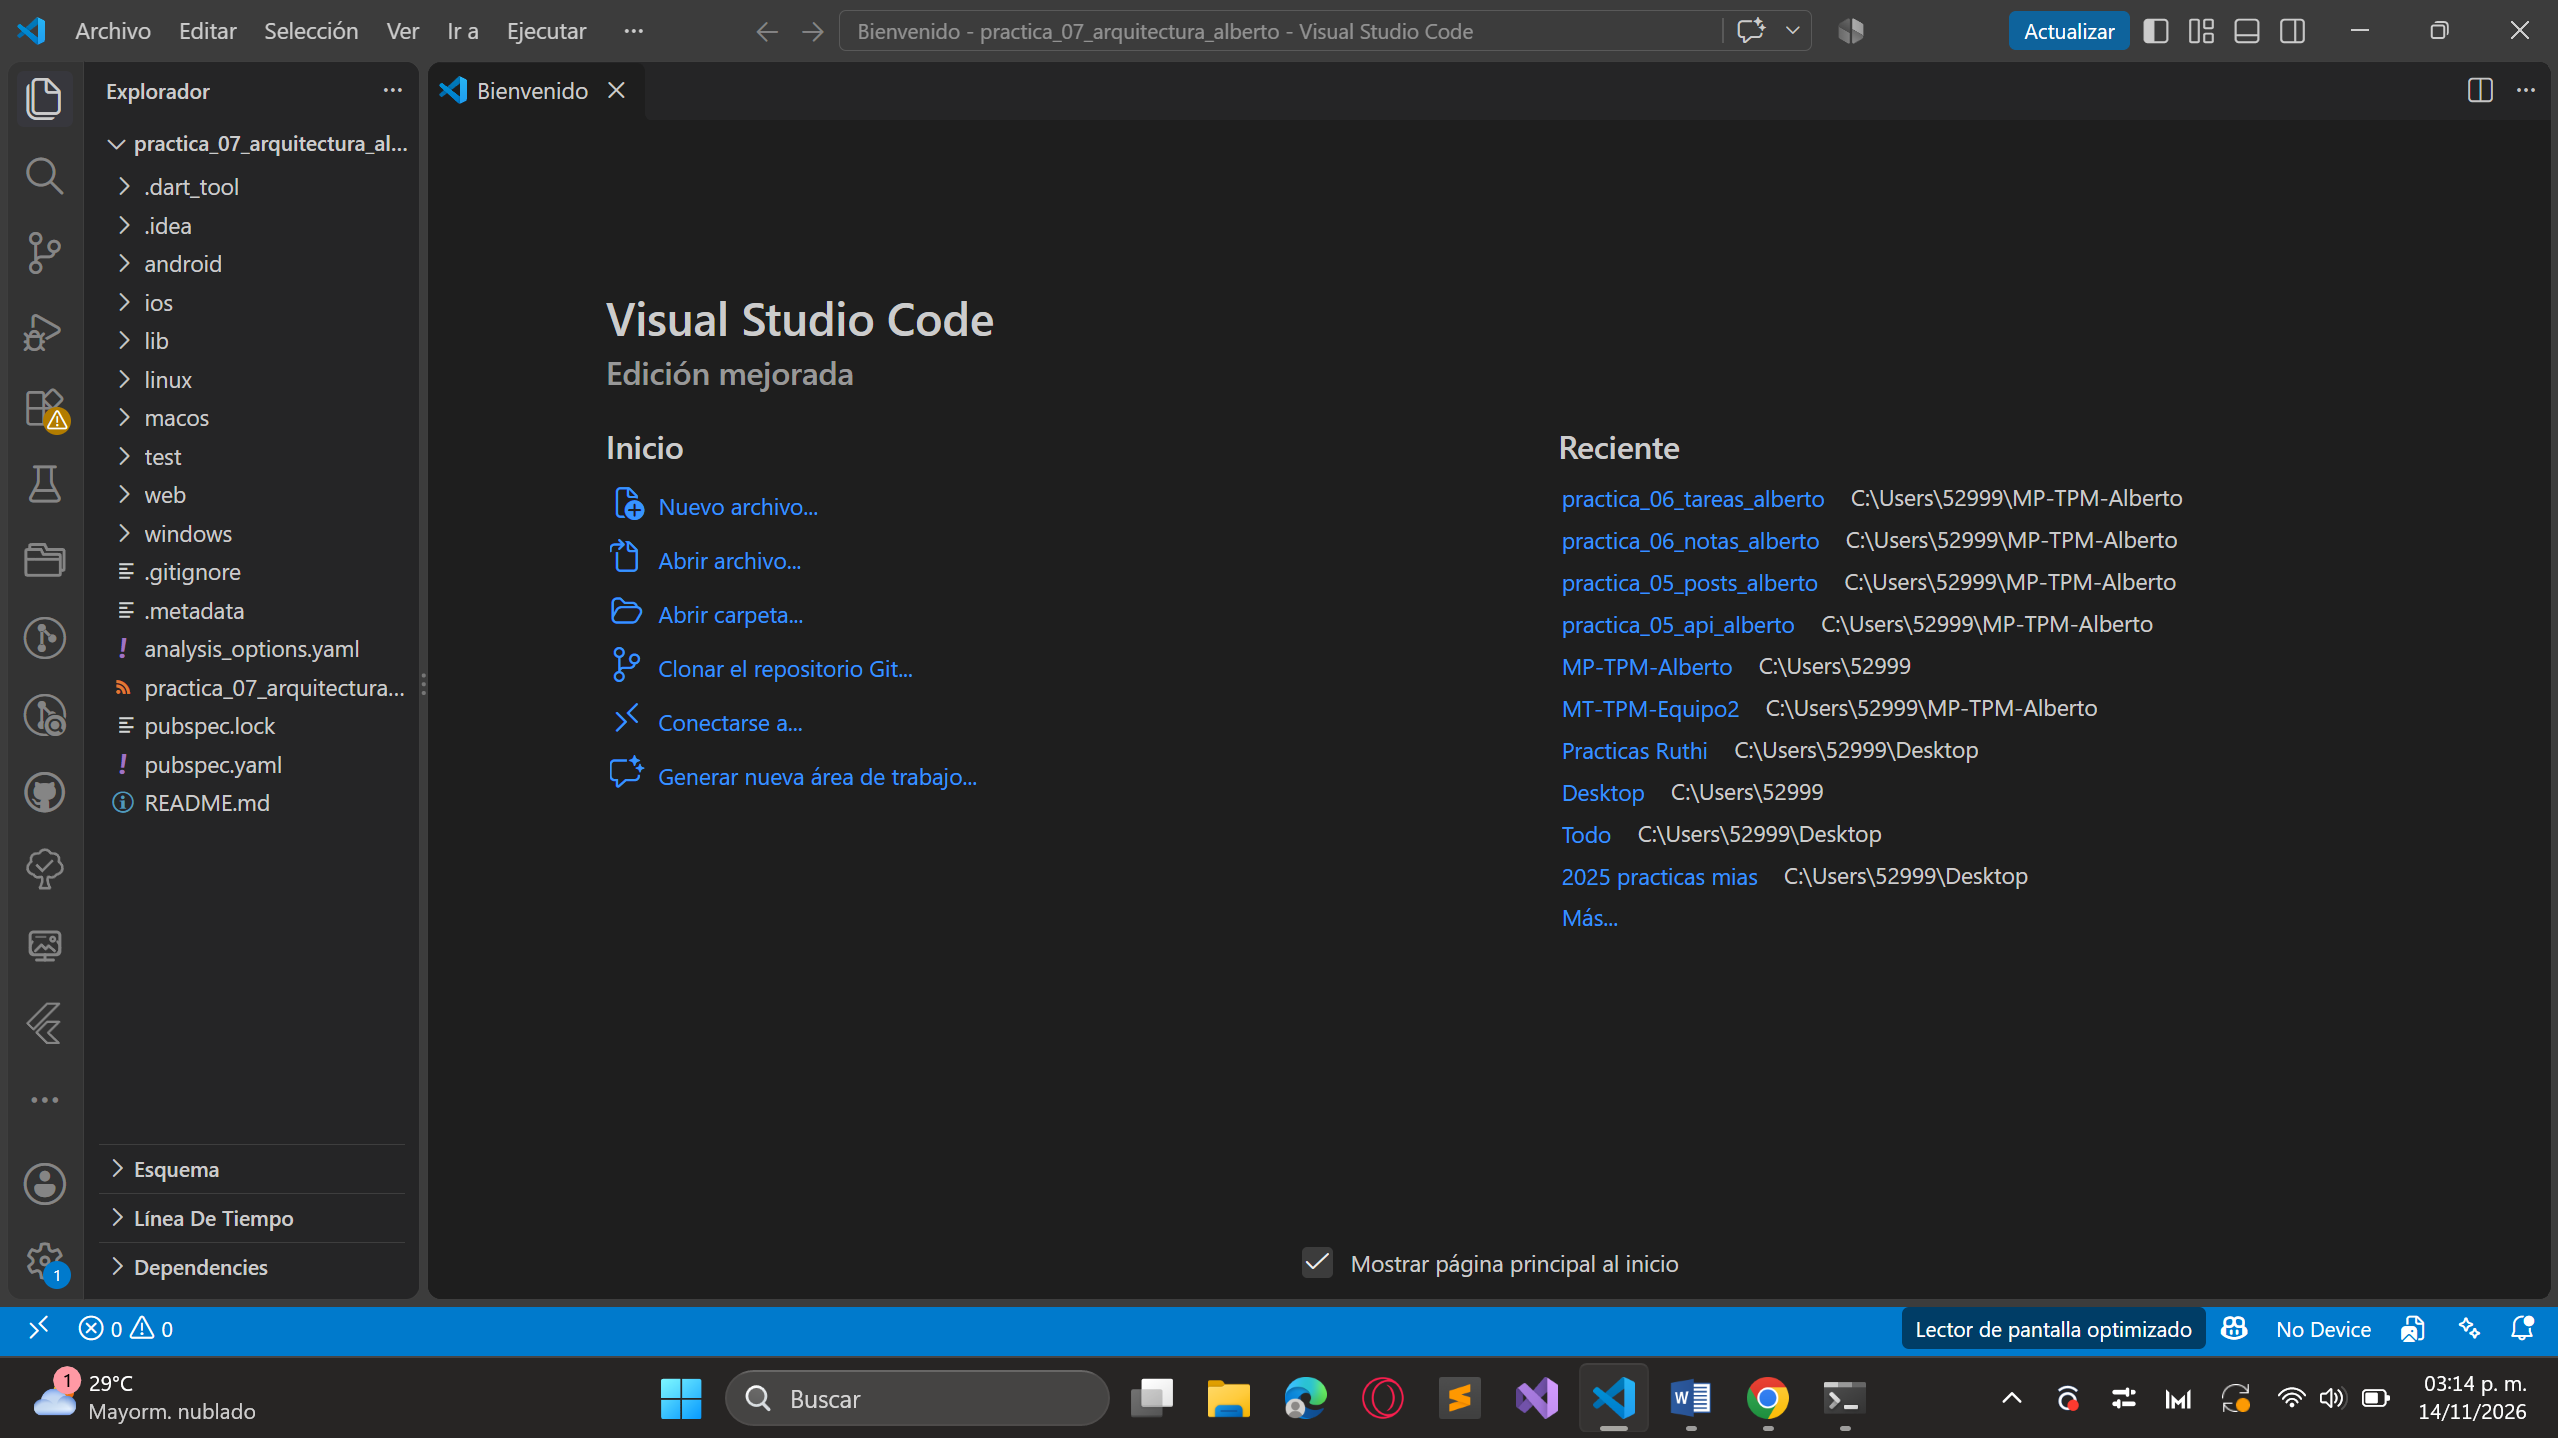 Archivo Editar Selección Ver Ir a Ejecutar ···
Bienvenido - practica_07_arquitectura_alberto - Visual Studio Code
Actualizar
Explorador
Bienvenido
practica_07_arquitectura_al...
.dart_tool
.idea
android
ios
lib
linux
macos
test
web
windows
.gitignore
.metadata
analysis_options.yaml
practica_07_arquitectura...
pubspec.lock
pubspec.yaml
README.md
Esquema
Línea De Tiempo
Dependencies
1
Visual Studio Code
Edición mejorada
Inicio
Nuevo archivo...
Abrir archivo...
Abrir carpeta...
Clonar el repositorio Git...
Conectarse a...
Generar nueva área de trabajo...
Reciente
practica_06_tareas_alberto C:\Users\52999\MP-TPM-Alberto
practica_06_notas_alberto C:\Users\52999\MP-TPM-Alberto
practica_05_posts_alberto C:\Users\52999\MP-TPM-Alberto
practica_05_api_alberto C:\Users\52999\MP-TPM-Alberto
MP-TPM-Alberto C:\Users\52999
MT-TPM-Equipo2 C:\Users\52999\MP-TPM-Alberto
Practicas Ruthi C:\Users\52999\Desktop
Desktop C:\Users\52999
Todo C:\Users\52999\Desktop
2025 practicas mias C:\Users\52999\Desktop
Más...
Mostrar página principal al inicio
0 0
Lector de pantalla optimizado
No Device
1
29°C
Mayorm. nublado
Buscar
03:14 p. m.
14/11/2026